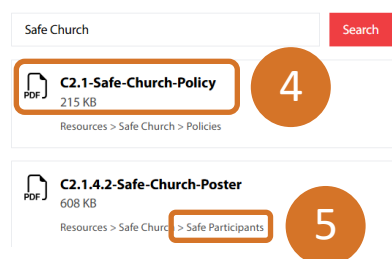 Safe Church
Search
PDF
C2.1-Safe-Church-Policy
215 KB
Resources > Safe Church > Policies
4
PDF
C2.1.4.2-Safe-Church-Poster
608 KB
Resources > Safe Church > Safe Participants
5